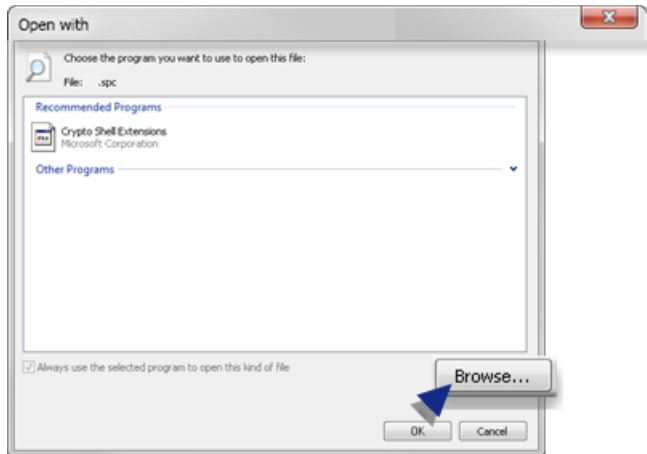 Open with
Choose the program you want to use to open this file:
File: .spc
Recommended Programs
Crypto Shell Extensions
Microsoft Corporation
Other Programs
Always use the selected program to open this kind of file
Browse...
OK Cancel